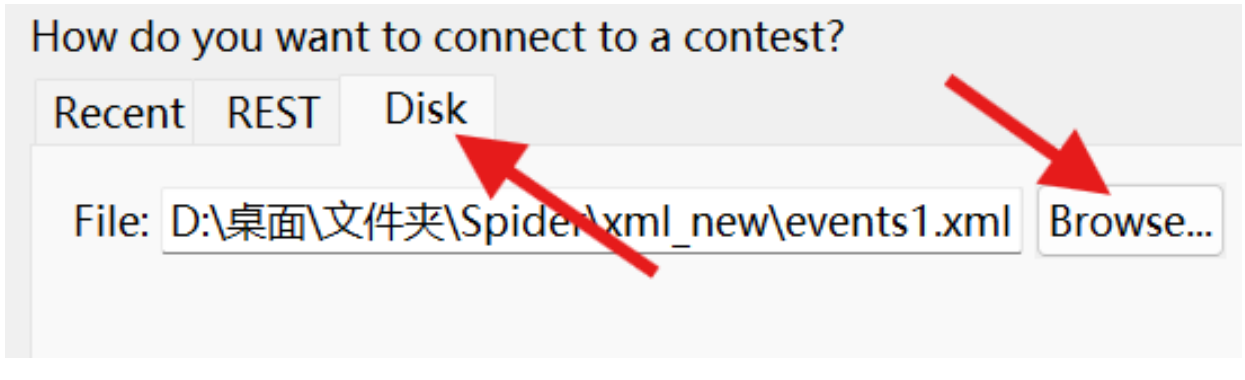 How do you want to connect to a contest?
Recent REST Disk
File: D:\桌面\文件夹\Spider\xml_new\events1.xml Browse...